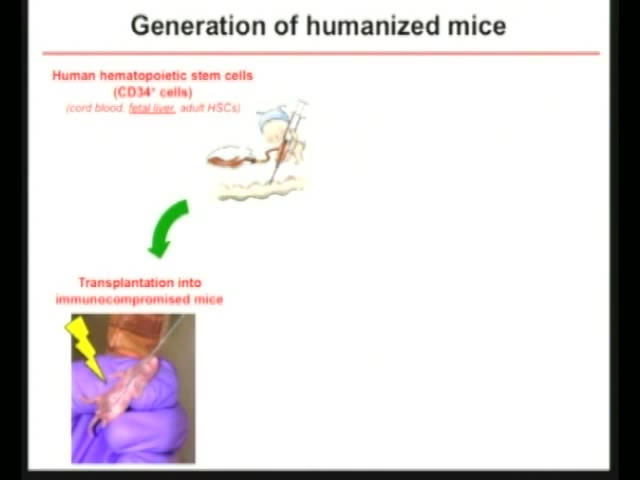 Generation of humanized mice
Human hematopoietic stem cells
(CD34⁺ cells)
(cord blood, fetal liver, adult HSCs)
Transplantation into
immunocompromised mice